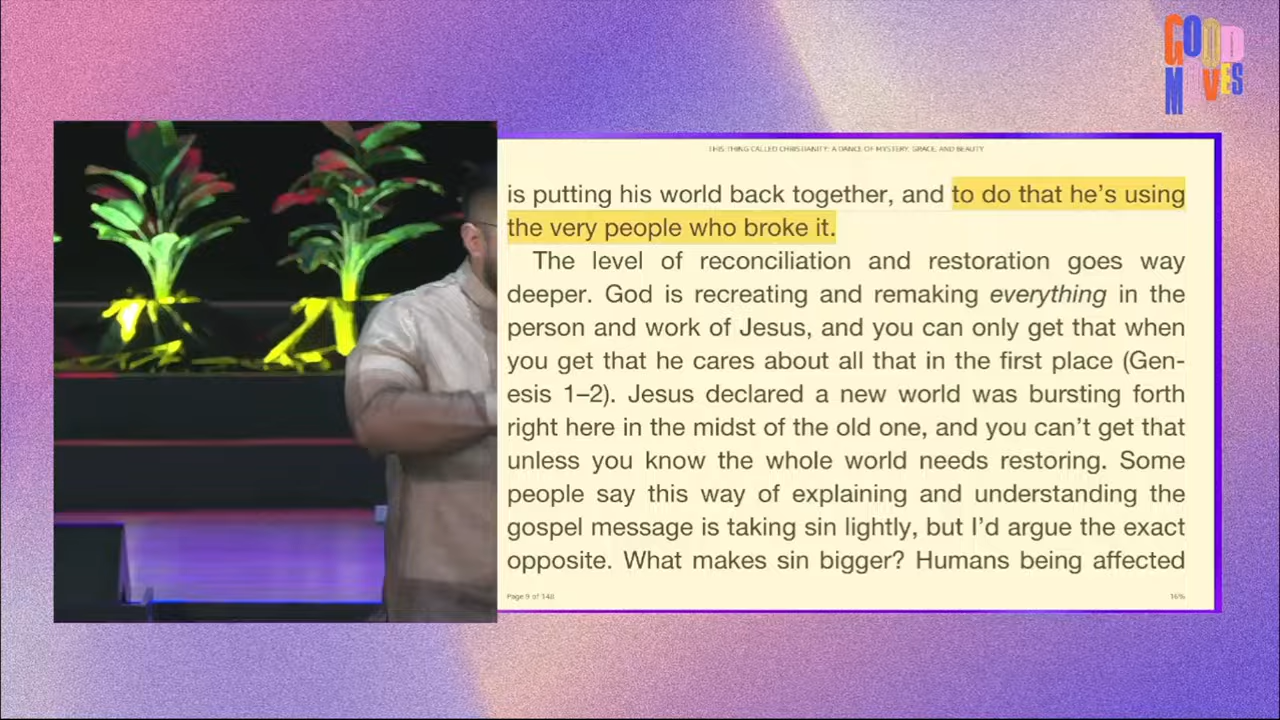 GOOD
MOVES
THIS THING CALLED CHRISTIANITY: A DANCE OF MYSTERY, GRACE, AND BEAUTY
is putting his world back together, and to do that he's using
the very people who broke it.
The level of reconciliation and restoration goes way
deeper. God is recreating and remaking everything in the
person and work of Jesus, and you can only get that when
you get that he cares about all that in the first place (Gen-
esis 1–2). Jesus declared a new world was bursting forth
right here in the midst of the old one, and you can't get that
unless you know the whole world needs restoring. Some
people say this way of explaining and understanding the
gospel message is taking sin lightly, but I'd argue the exact
opposite. What makes sin bigger? Humans being affected
Page 9 of 148
16%